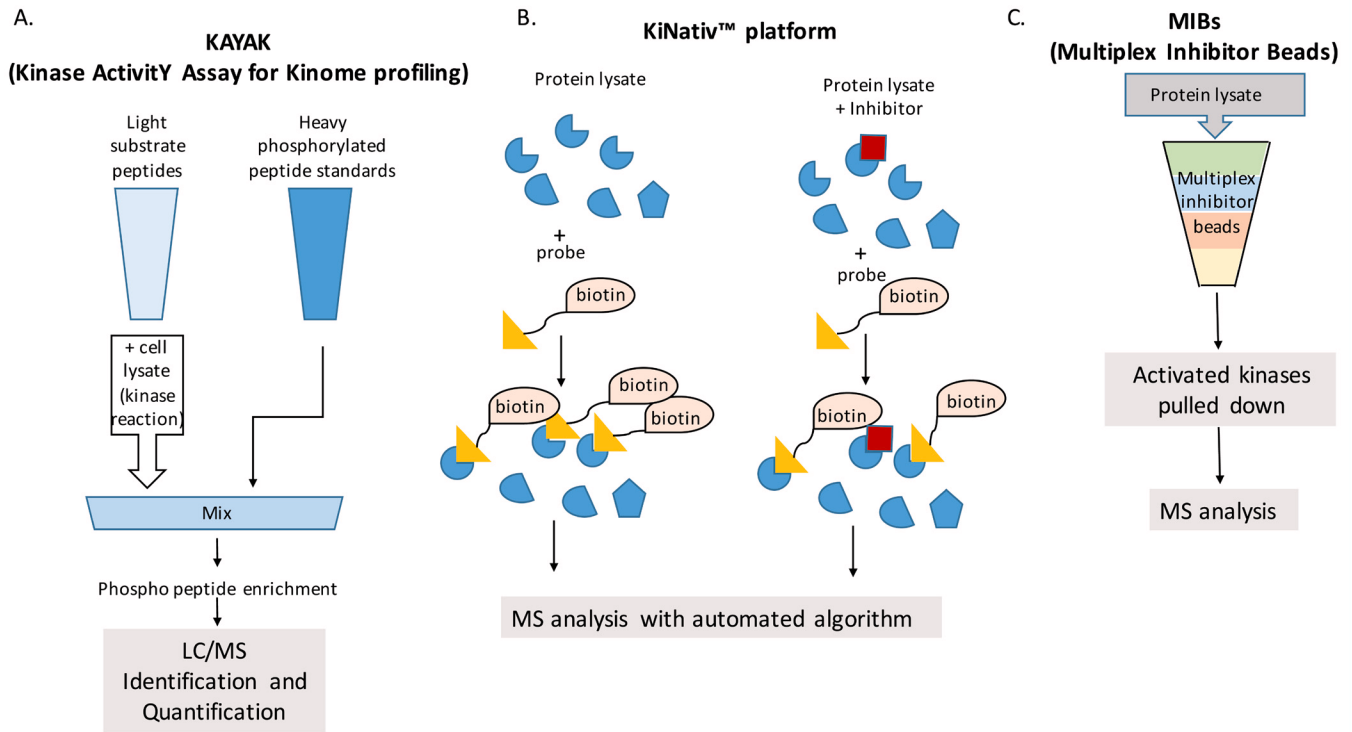 A.
KAYAK
(Kinase ActivitY Assay for Kinome profiling)
Light
substrate
peptides
Heavy
phosphorylated
peptide standards
+ cell
lysate
(kinase
reaction)
Mix
Phospho peptide enrichment
LC/MS
Identification and
Quantification
B.
KiNativ™ platform
Protein lysate
+
probe
biotin
biotin
biotin
biotin
Protein lysate
+ Inhibitor
+
probe
biotin
biotin
biotin
MS analysis with automated algorithm
C.
MIBs
(Multiplex Inhibitor Beads)
Protein lysate
Multiplex
inhibitor
beads
Activated kinases
pulled down
MS analysis